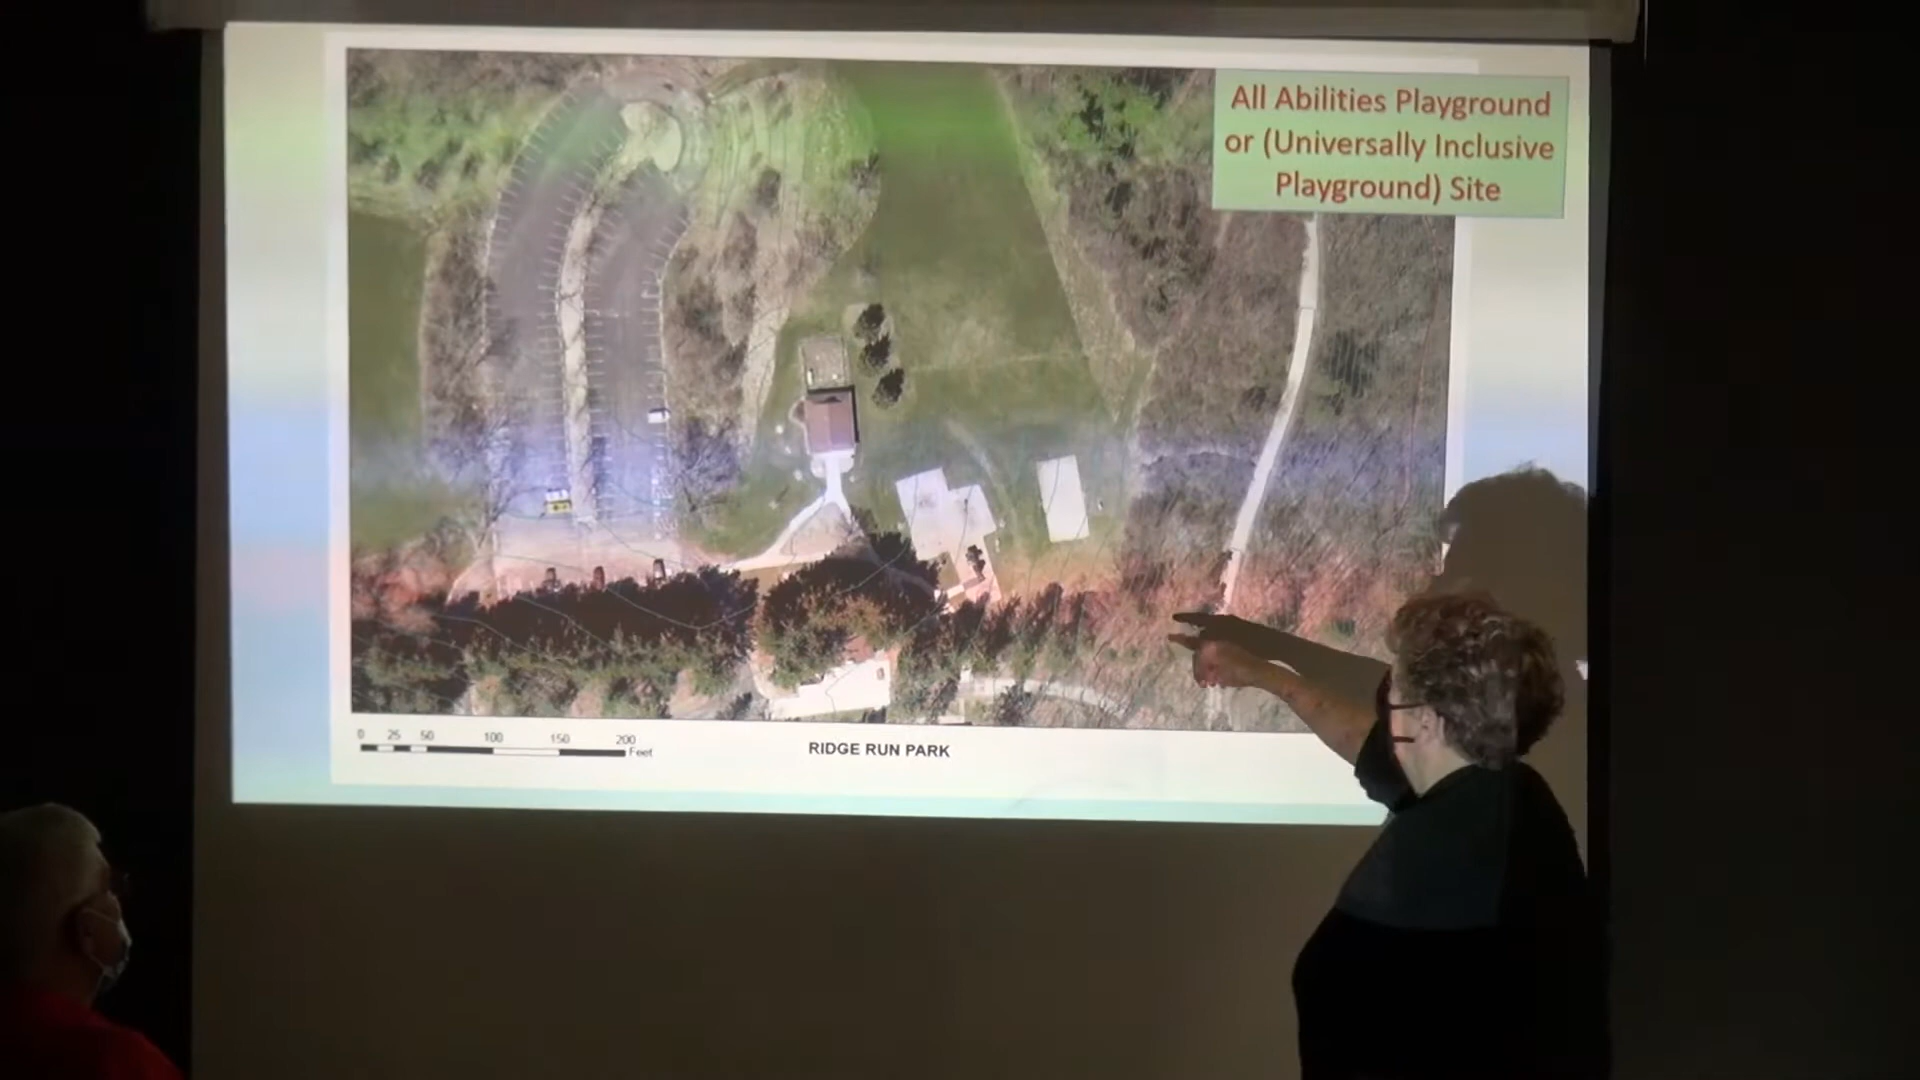 All Abilities Playground
or (Universally Inclusive
Playground) Site
0 25 50 100 150 200
Feet
RIDGE RUN PARK